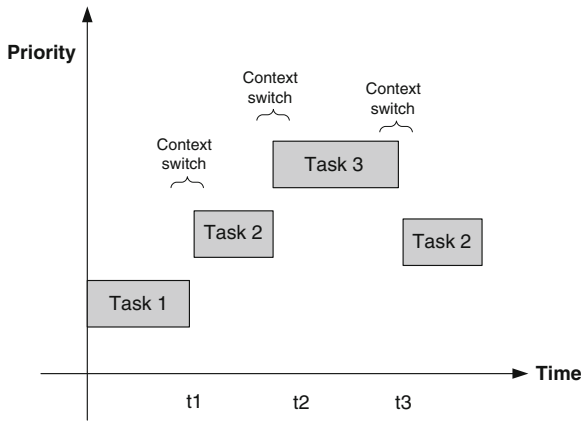 Priority
Context
switch
Context
switch
Context
switch
Task 3
Task 2
Task 2
Task 1
Time
t1
t2
t3